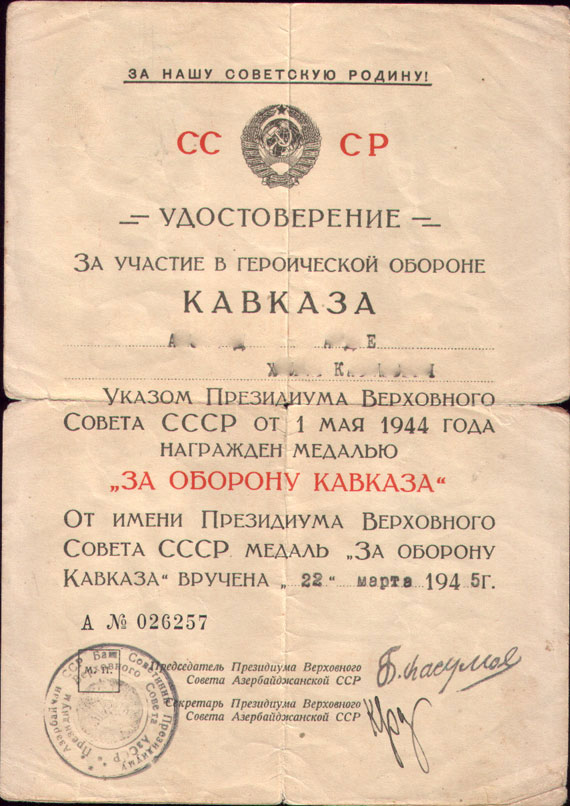 ЗА НАШУ СОВЕТСКУЮ РОДИНУ!
СС СР
УДОСТОВЕРЕНИЕ
ЗА УЧАСТИЕ В ГЕРОИЧЕСКОЙ ОБОРОНЕ
КАВКАЗА
УКАЗОМ ПРЕЗИДИУМА ВЕРХОВНОГО
СОВЕТА СССР ОТ 1 МАЯ 1944 ГОДА
НАГРАЖДЕН МЕДАЛЬЮ
„ЗА ОБОРОНУ КАВКАЗА“
ОТ ИМЕНИ ПРЕЗИДИУМА ВЕРХОВНОГО
СОВЕТА СССР МЕДАЛЬ „ЗА ОБОРОНУ
КАВКАЗА“ ВРУЧЕНА „ 22 “ марта 1945г.
А № 026257
М. П.
Председатель Президиума Верховного
Совета Азербайджанской ССР
Секретарь Президиума Верховного
Совета Азербайджанской ССР